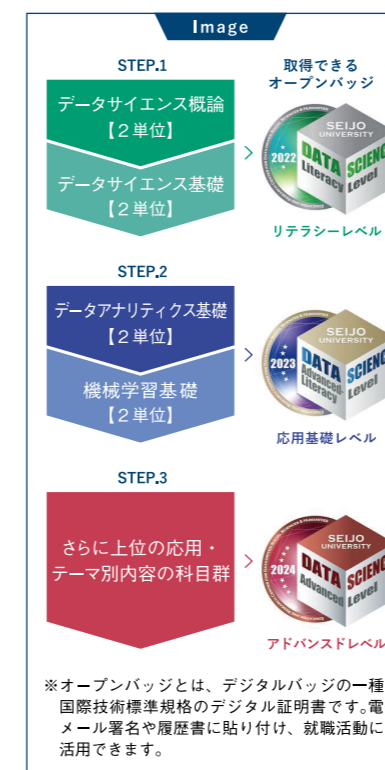 Image
STEP.1
データサイエンス概論
【2単位】
データサイエンス基礎
【2単位】
取得できる
オープンバッジ
SEIJO
UNIVERSITY
2022
DATA SCIENC
Literacy Level
リテラシーレベル
STEP.2
データアナリティクス基礎
【2単位】
機械学習基礎
【2単位】
SEIJO
UNIVERSITY
2023
DATA SCIENC
Advanced Literacy Level
応用基礎レベル
STEP.3
さらに上位の応用・
テーマ別内容の科目群
SEIJO
UNIVERSITY
2024
DATA SCIENC
Advanced Level
アドバンスドレベル
※オープンバッジとは、デジタルバッジの一種
国際技術標準規格のデジタル証明書です。電
メール署名や履歴書に貼り付け、就職活動に
活用できます。